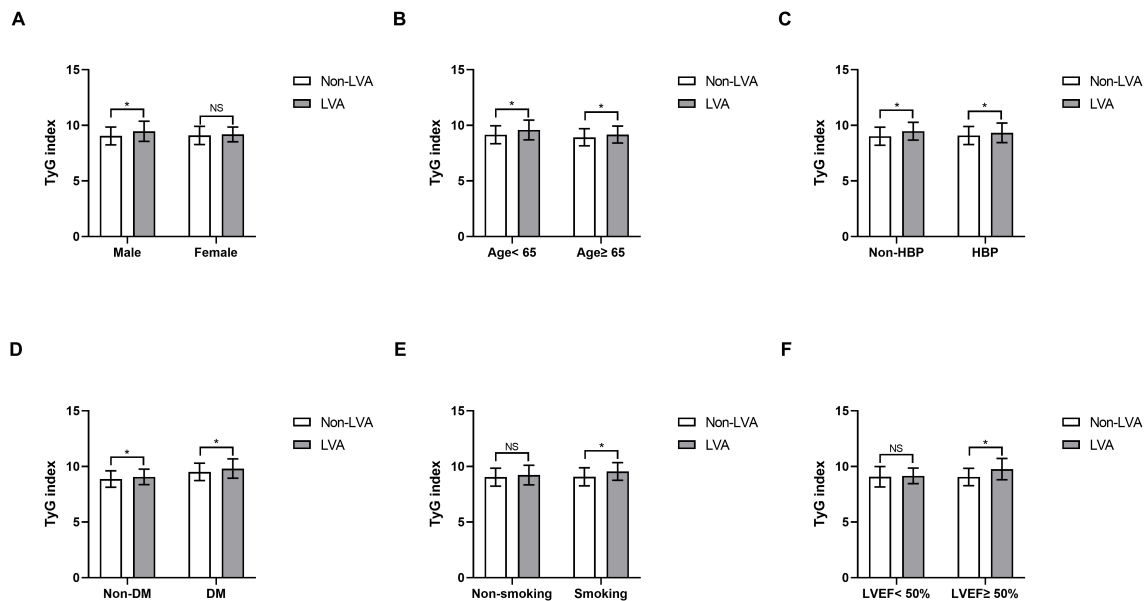 A
TyG index
15
10
5
0
*
NS
Male
Female
Non-LVA
LVA
B
TyG index
15
10
5
0
*
*
Age< 65
Age≥ 65
Non-LVA
LVA
C
TyG index
15
10
5
0
*
*
Non-HBP
HBP
Non-LVA
LVA
D
TyG index
15
10
5
0
*
*
Non-DM
DM
Non-LVA
LVA
E
TyG index
15
10
5
0
NS
*
Non-smoking
Smoking
Non-LVA
LVA
F
TyG index
15
10
5
0
NS
*
LVEF< 50%
LVEF≥ 50%
Non-LVA
LVA